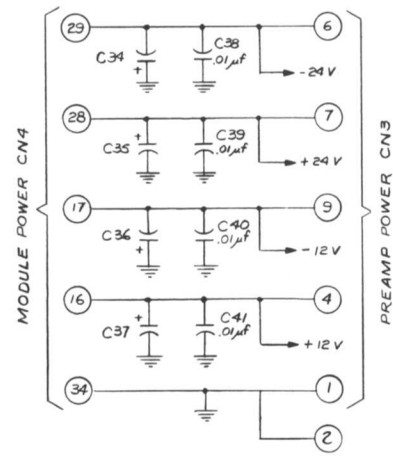 29
C34
+
C38
.01µf
6
-24V
28
+
C35
C39
.01µf
7
+24V
17
C36
+
C40
.01µf
9
-12V
16
+
C37
C41
.01µf
4
+12V
34
1
2
MODULE POWER CN4
PREAMP POWER CN3